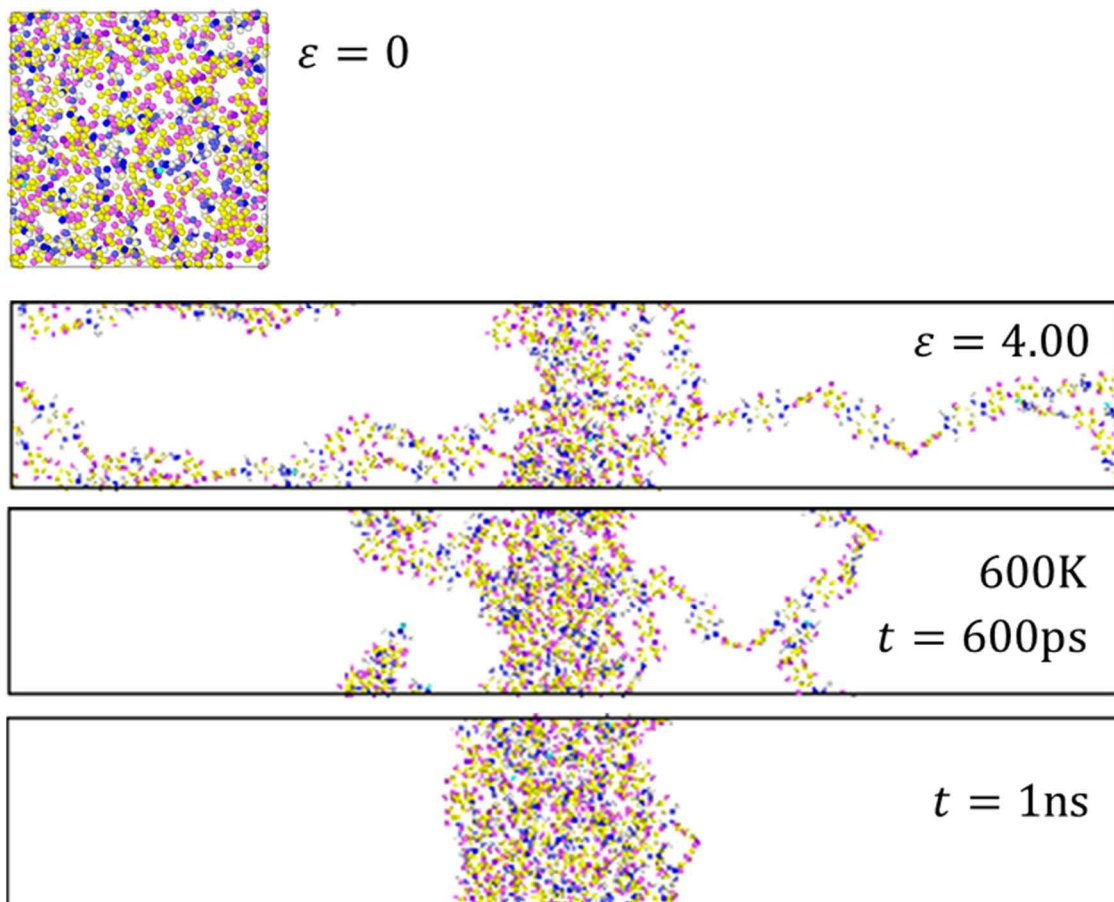 ε = 0
ε = 4.00
600K
t = 600ps
t = 1ns